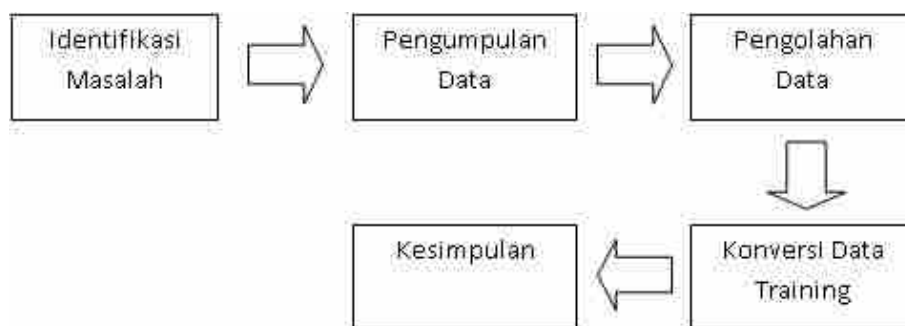 Identifikasi
Masalah
Pengumpulan
Data
Pengolahan
Data
Konversi Data
Training
Kesimpulan